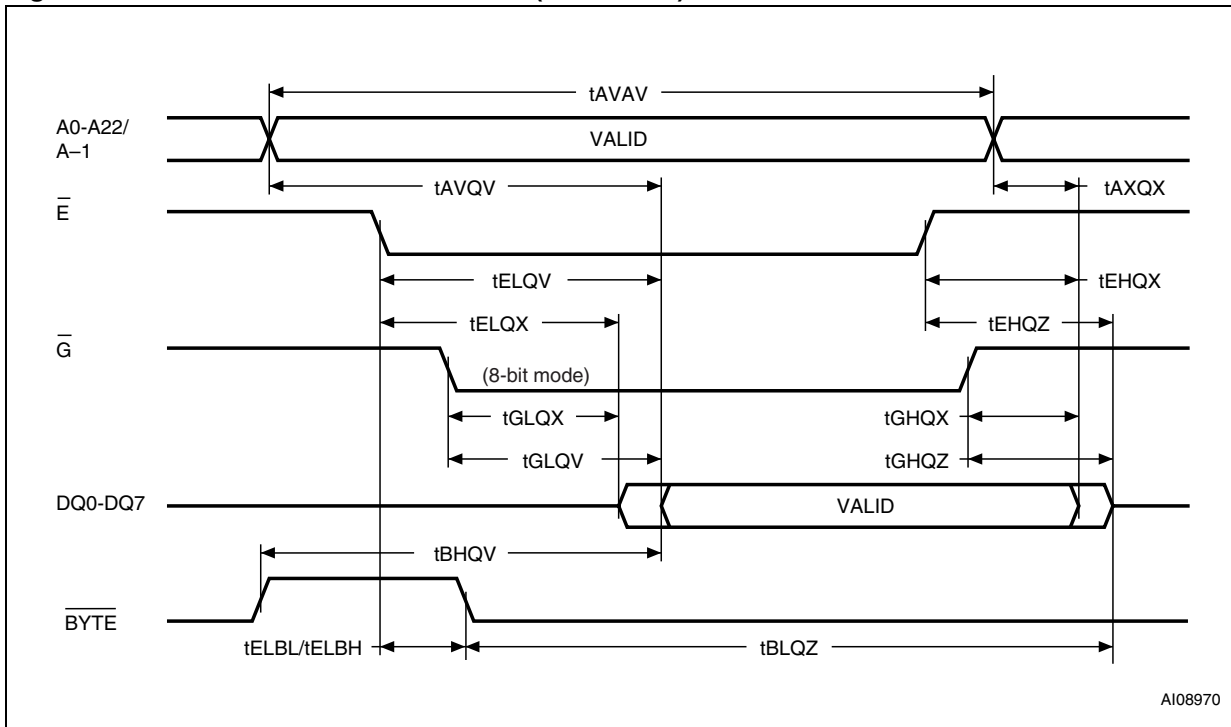 tAVAV
A0-A22/
A–1
VALID
tAVQV
tAXQX
E
tELQV
tEHQX
tELQX
tEHQZ
G
(8-bit mode)
tGLQX
tGHQX
tGLQV
tGHQZ
DQ0-DQ7
VALID
tBHQV
BYTE
tELBL/tELBH
tBLQZ
AI08970